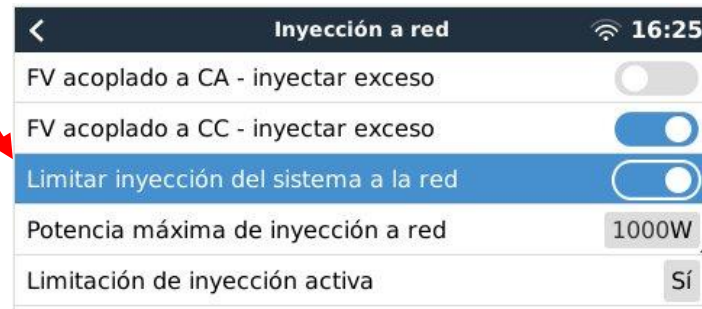 Inyección a red 16:25
FV acoplado a CA - inyectar exceso
FV acoplado a CC - inyectar exceso
Limitar inyección del sistema a la red
Potencia máxima de inyección a red 1000W
Limitación de inyección activa Sí